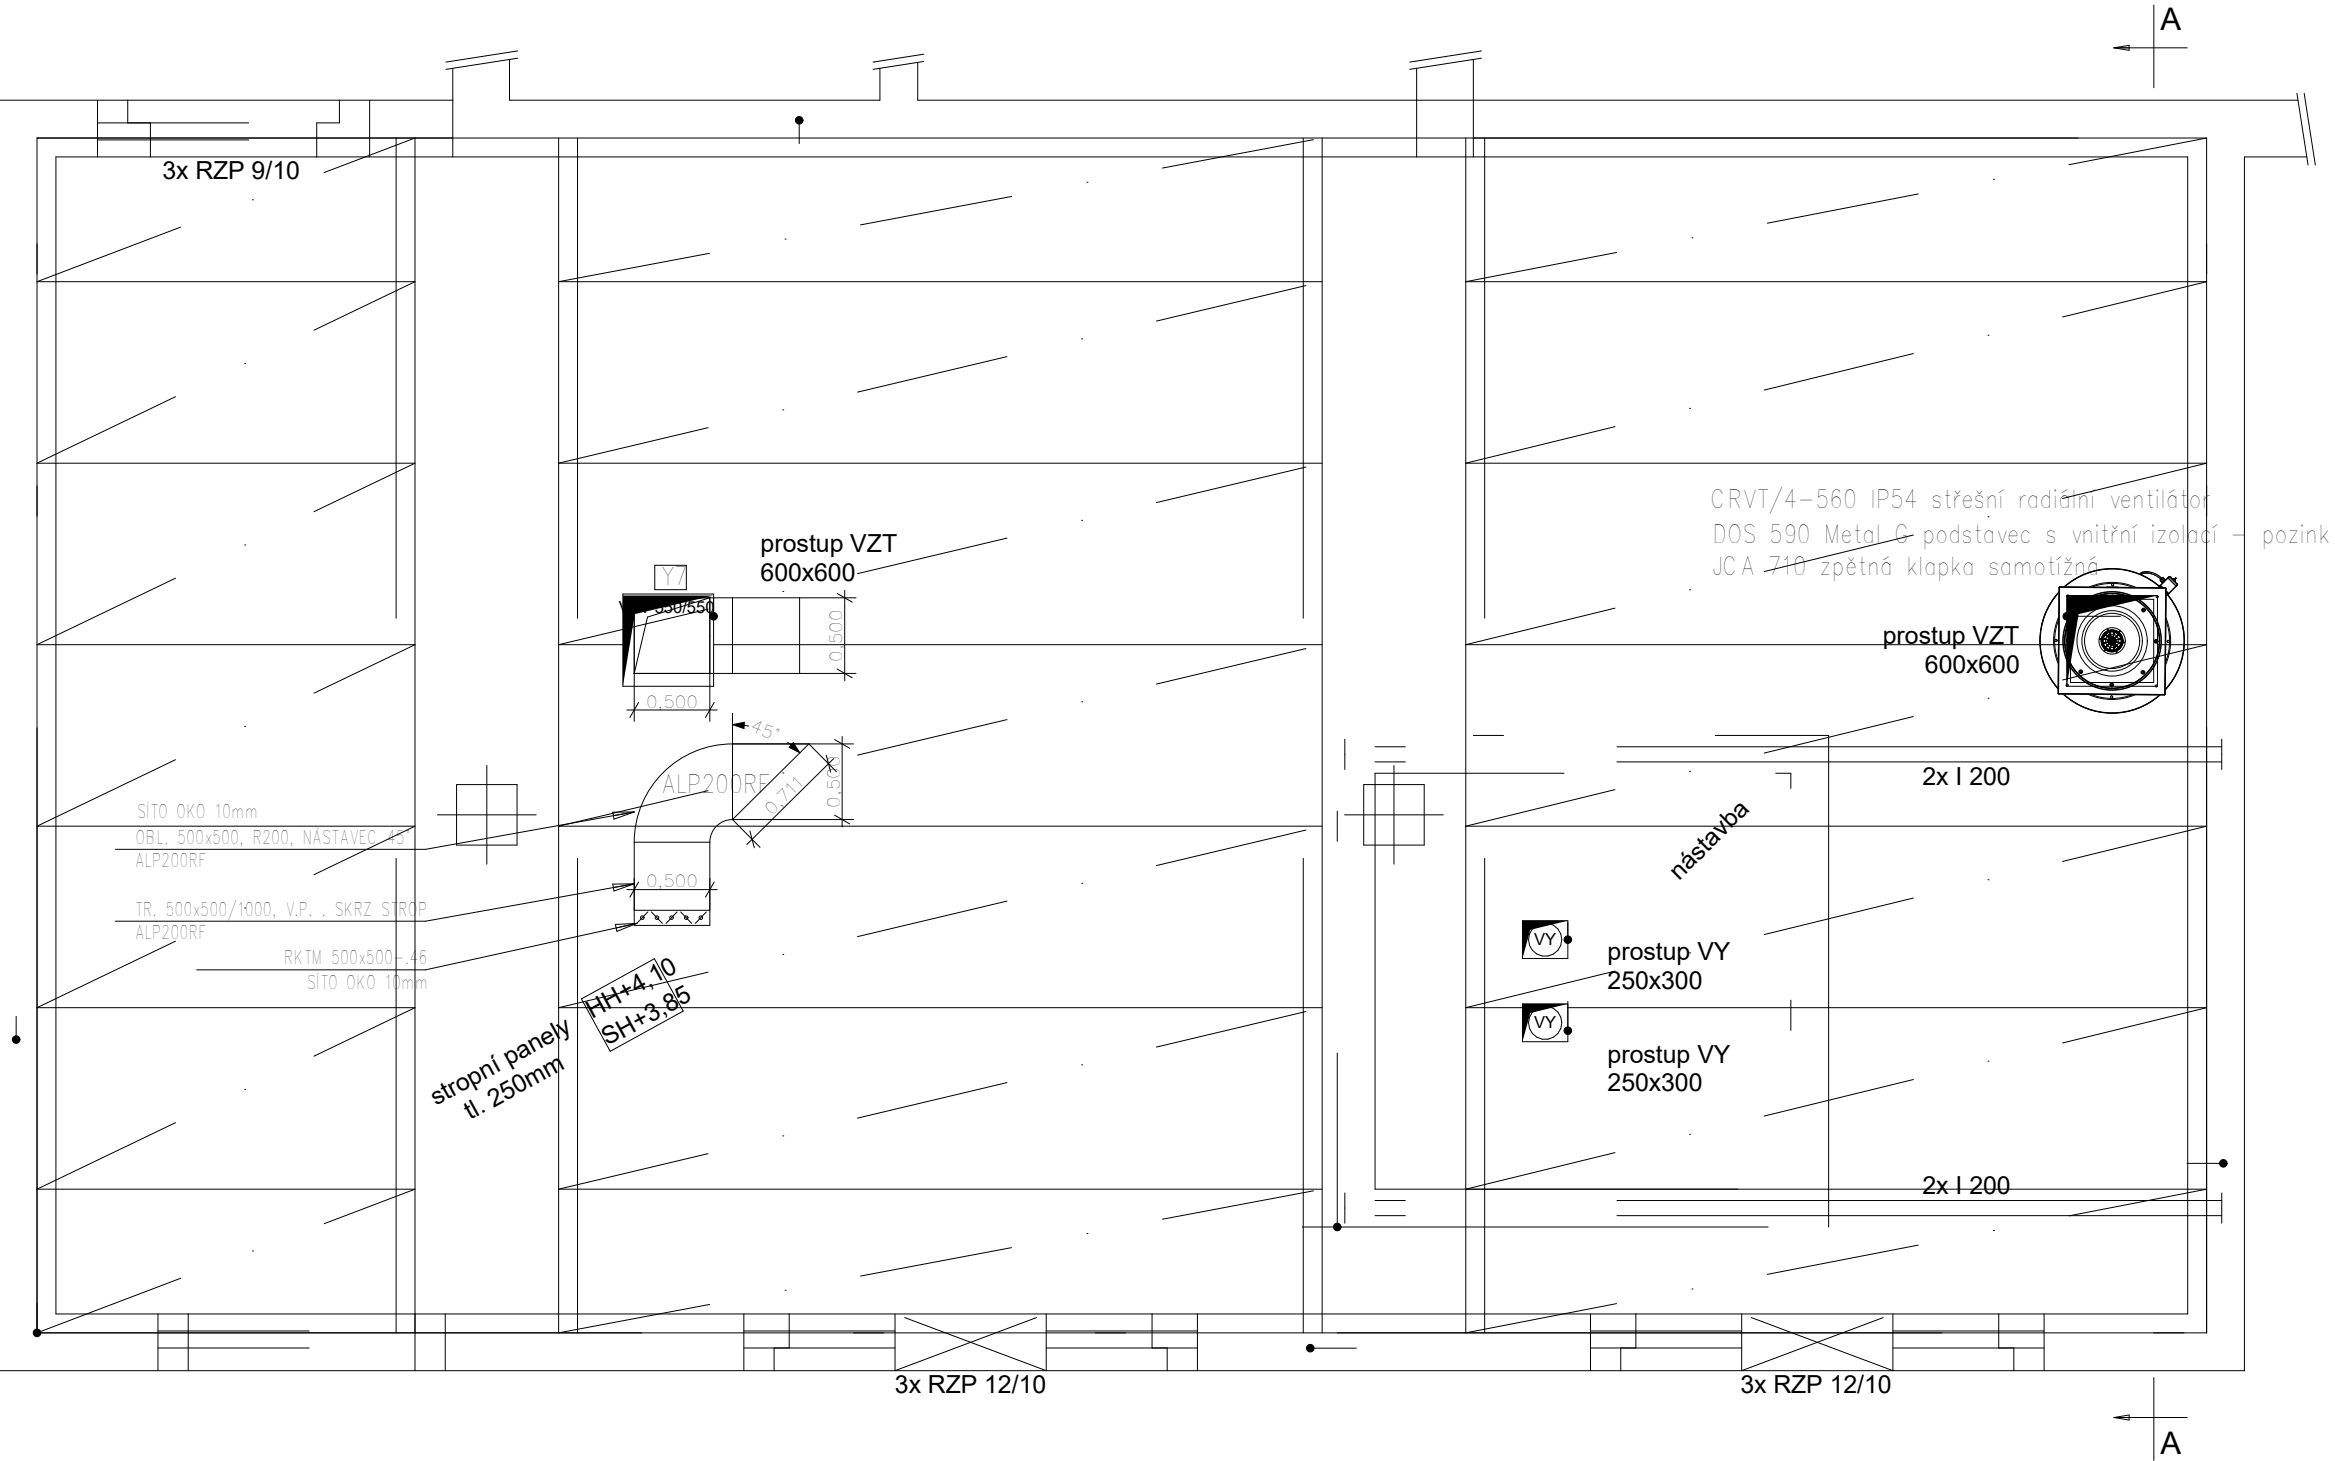 A
3x RZP 9/10
CRVT/4-560 IP54 střešní radiální ventilátor
DOS 590 Metal G podstavec s vnitřní izolací - pozink
JCA 710 zpětná klapka samotížná
prostup VZT
600x600
Y7
550/550
0,500
0,500
prostup VZT
600x600
45°
ALP200RF
0,711
0,500
2x I 200
nástavba
SÍTO OKO 10mm
OBL. 500x500, R200, NÁSTAVEC 45°
ALP200RF
0,500
TR. 500x500/1000, V.P. . SKRZ STROP
ALP200RF
RKTM 500x500-.46
SÍTO OKO 10mm
VY
prostup VY
250x300
HH+4,10
SH+3,85
stropní panely
tl. 250mm
VY
prostup VY
250x300
2x I 200
3x RZP 12/10
3x RZP 12/10
A